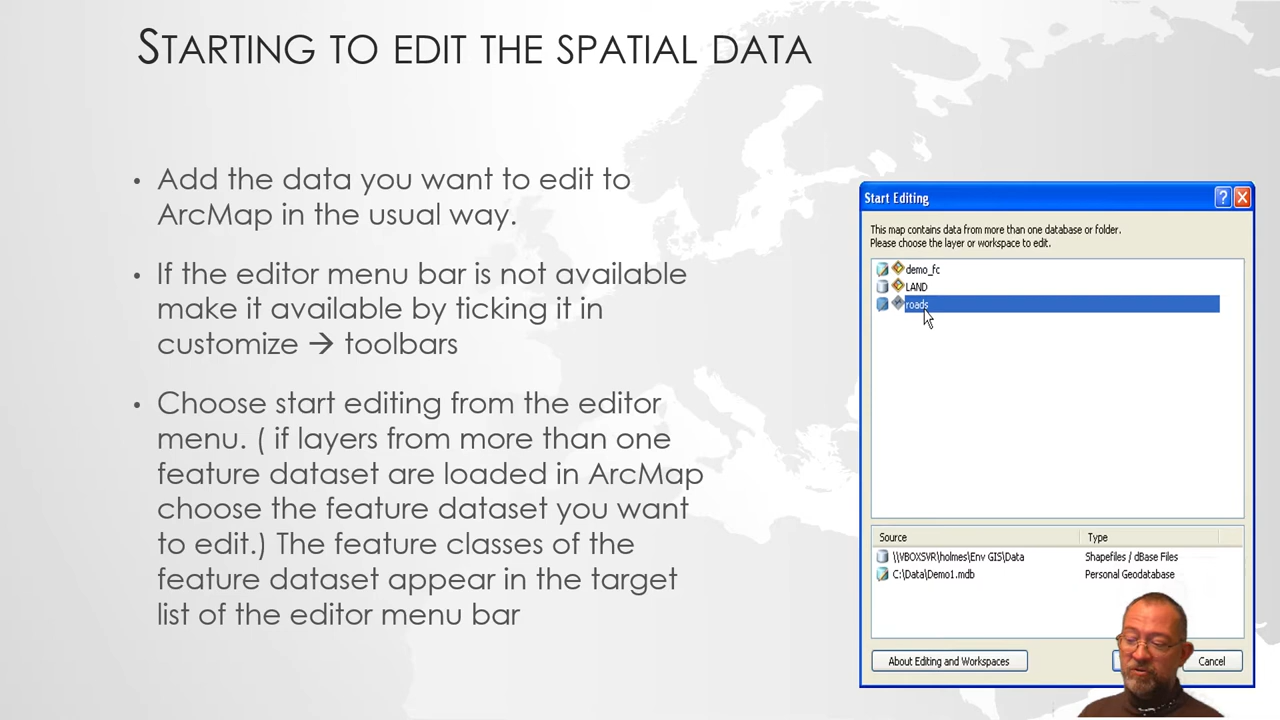 STARTING TO EDIT THE SPATIAL DATA
• Add the data you want to edit to
ArcMap in the usual way.
• If the editor menu bar is not available
make it available by ticking it in
customize → toolbars
• Choose start editing from the editor
menu. ( if layers from more than one
feature dataset are loaded in ArcMap
choose the feature dataset you want
to edit.) The feature classes of the
feature dataset appear in the target
list of the editor menu bar
Start Editing
This map contains data from more than one database or folder.
Please choose the layer or workspace to edit.
demo_fc
LAND
roads
Source Type
\\VBOXSVR\holmes\Env GIS\Data Shapefiles / dBase Files
C:\Data\Demo1.mdb Personal Geodatabase
About Editing and Workspaces Cancel